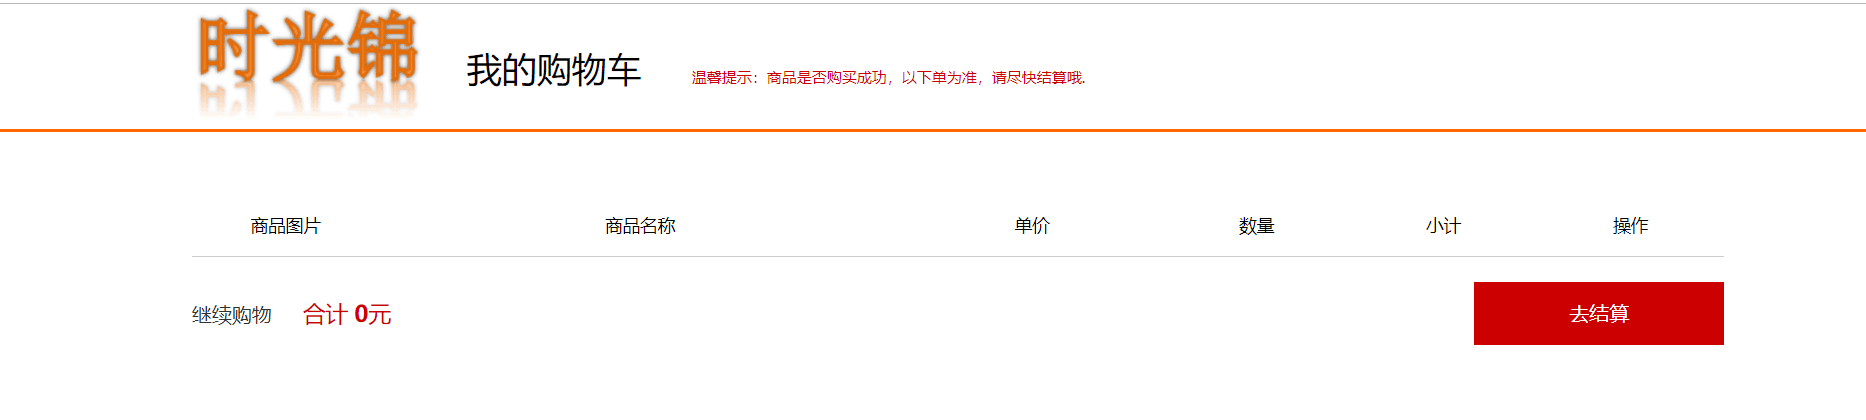 时光锦
我的购物车
温馨提示：商品是否购买成功，以下单为准，请尽快结算哦.
商品图片 商品名称 单价 数量 小计 操作
继续购物 合计 0元 去结算